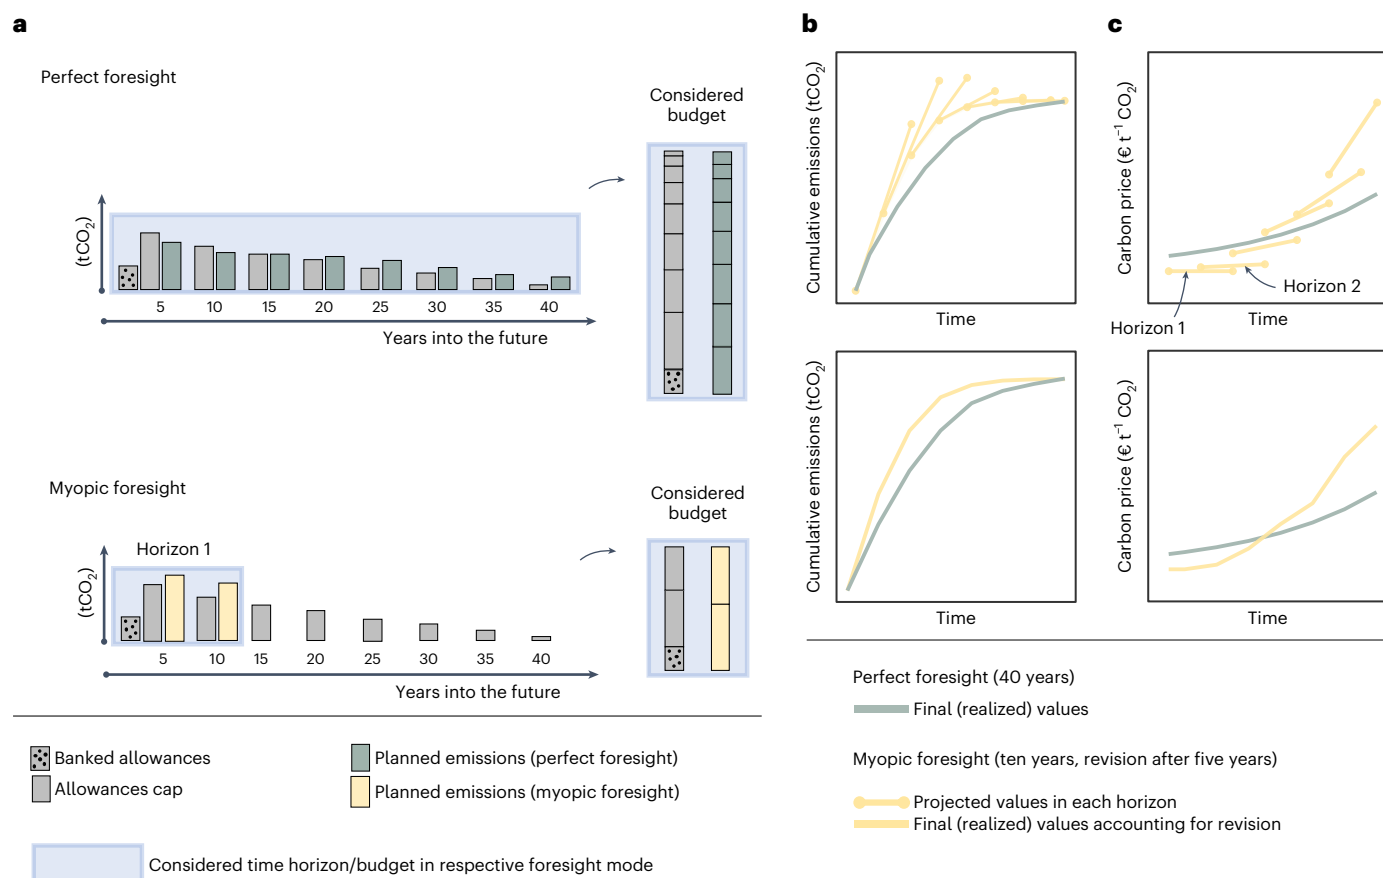 a
Perfect foresight
Considered
budget
(tCO2)
5 10 15 20 25 30 35 40
Years into the future
Myopic foresight
Considered
budget
Horizon 1
(tCO2)
5 10 15 20 25 30 35 40
Years into the future
Banked allowances
Allowances cap
Planned emissions (perfect foresight)
Planned emissions (myopic foresight)
Considered time horizon/budget in respective foresight mode
b
Cumulative emissions (tCO2)
Time
Cumulative emissions (tCO2)
Time
c
Carbon price (€ t−1 CO2)
Horizon 2
Horizon 1
Time
Carbon price (€ t−1 CO2)
Time
Perfect foresight (40 years)
Final (realized) values
Myopic foresight (ten years, revision after five years)
Projected values in each horizon
Final (realized) values accounting for revision